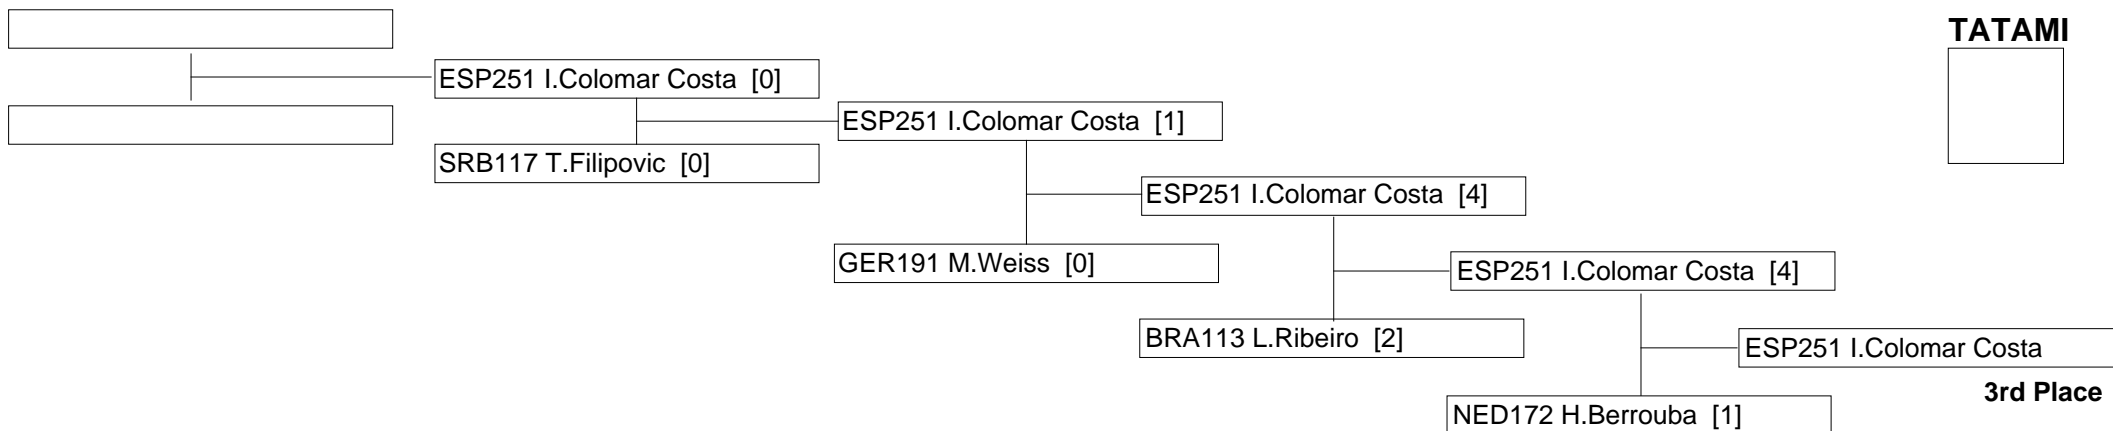 TATAMI
ESP251 I.Colomar Costa [0]
ESP251 I.Colomar Costa [1]
SRB117 T.Filipovic [0]
ESP251 I.Colomar Costa [4]
GER191 M.Weiss [0]
ESP251 I.Colomar Costa [4]
BRA113 L.Ribeiro [2]
ESP251 I.Colomar Costa
3rd Place
NED172 H.Berrouba [1]